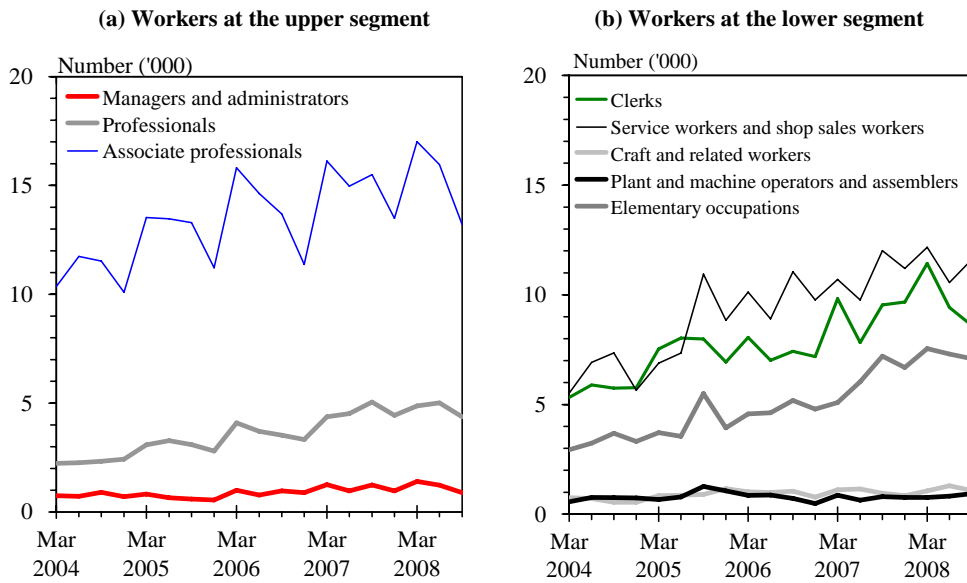 (a) Workers at the upper segment
Number ('000)
Managers and administrators
Professionals
Associate professionals
20
15
10
5
0
Mar Mar Mar Mar Mar
2004 2005 2006 2007 2008
(b) Workers at the lower segment
Number ('000)
Clerks
Service workers and shop sales workers
Craft and related workers
Plant and machine operators and assemblers
Elementary occupations
20
15
10
5
0
Mar Mar Mar Mar Mar
2004 2005 2006 2007 2008